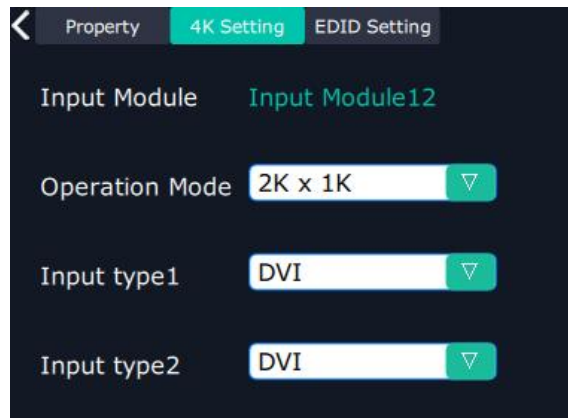 Property 4K Setting EDID Setting
Input Module Input Module12
Operation Mode 2K x 1K
Input type1 DVI
Input type2 DVI